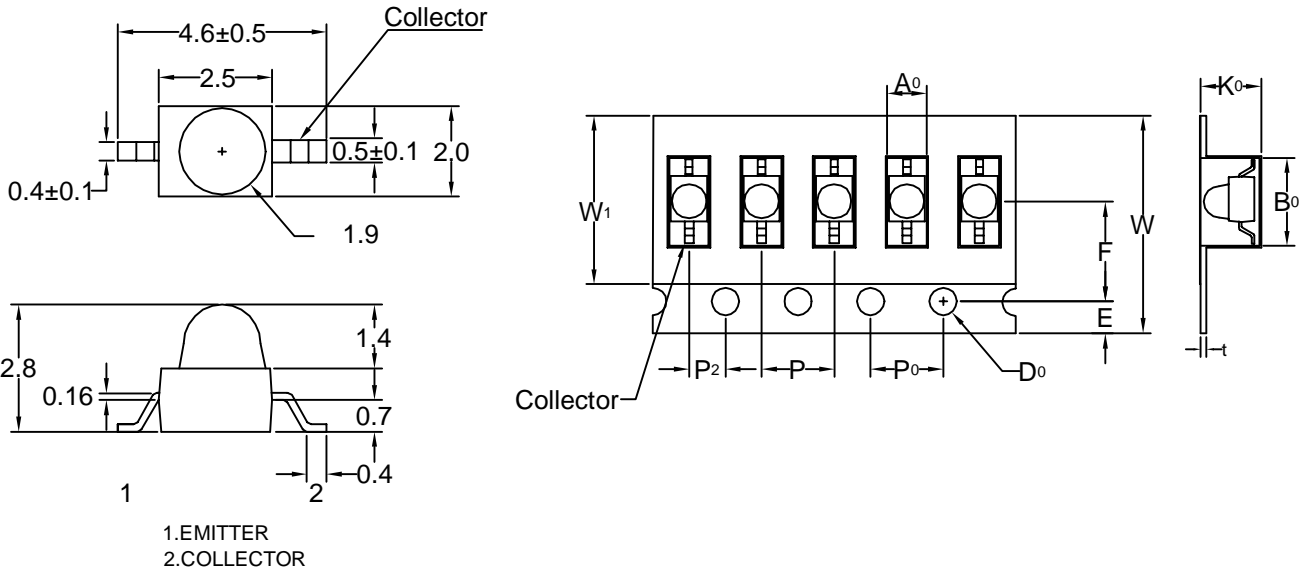 Collector
4.6±0.5
2.5
0.5±0.1
2.0
0.4±0.1
1.9
2.8
1.4
0.16
0.7
0.4
1
2
1.EMITTER
2.COLLECTOR
A0
K0
W1
W
B0
F
E
P2
P
P0
D0
t
Collector